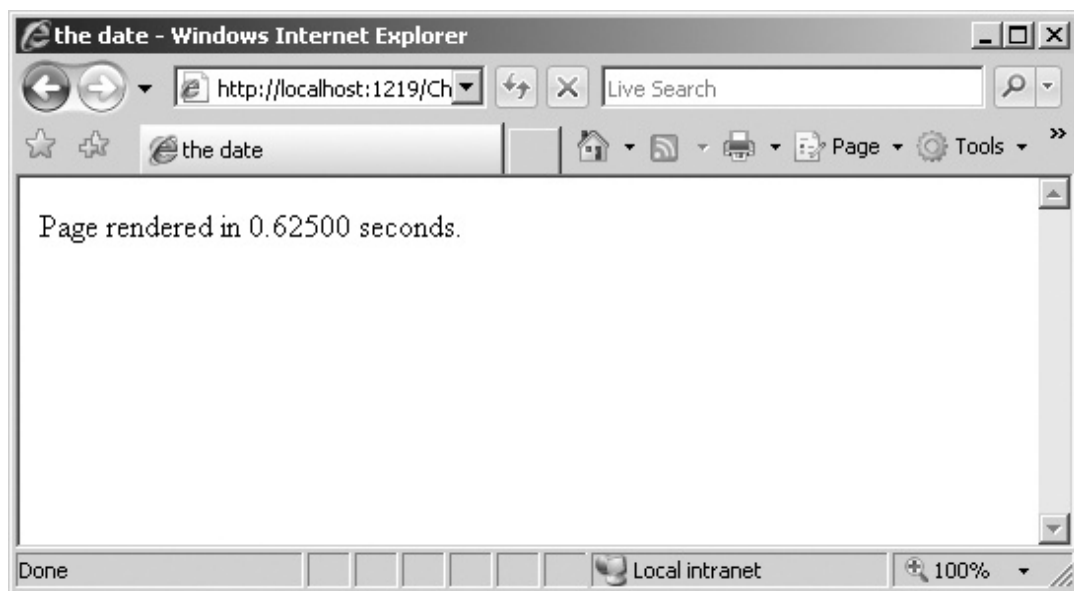 the date - Windows Internet Explorer
http://localhost:1219/Ch
Live Search
the date
Page
Tools
Page rendered in 0.62500 seconds.
Done
Local intranet
100%